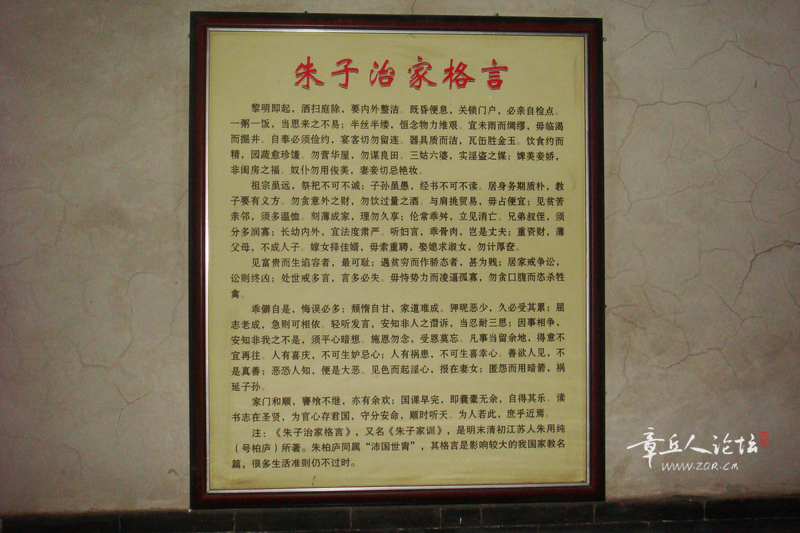 朱子治家格言
黎明即起，洒扫庭除，要内外整洁。既昏便息，关锁门户，必亲自检点。
一粥一饭，当思来之不易；半丝半缕，恒念物力维艰。宜未雨而绸缪，毋临渴
而掘井。自奉必须俭约，宴客切勿留连。器具质而洁，瓦缶胜金玉。饮食约而
精，园蔬愈珍馐。勿营华屋，勿谋良田。三姑六婆，实淫盗之媒；婢美妾娇，
非闺房之福。奴仆勿用俊美，妻妾切忌艳妆。
祖宗虽远，祭祀不可不诚；子孙虽愚，经书不可不读。居身务期质朴，教
子要有义方。勿贪意外之财，勿饮过量之酒。与肩挑贸易，毋占便宜；见贫苦
亲邻，须多温恤。刻薄成家，理勿久享；伦常乖舛，立见消亡。兄弟叔侄，须
分多润寡；长幼内外，宜法度肃严。听妇言，乖骨肉，岂是丈夫；重资财，薄
父母，不成人子。嫁女择佳婿，毋索重聘，娶媳求淑女，勿计厚奁。
见富贵而生谄容者，最可耻；遇贫穷而作骄态者，甚为贱；居家戒争讼，
讼则终凶；处世戒多言，言多必失。毋恃势力而凌逼孤寡，勿贪口腹而恣杀牲
禽。
乖僻自是，悔误必多；颓惰自甘，家道难成。狎昵恶少，久必受其累；屈
志老成，急则可相依。轻听发言，安知非人之谮诉，当忍耐三思；因事相争，
安知非我之不是，须平心暗想。施恩勿念，受恩莫忘。凡事当留余地，得意不
宜再往。人有喜庆，不可生妒忌心；人有祸患，不可生喜幸心。善欲人见，不
是真善；恶恐人知，便是大恶。见色而起淫心，报在妻女；匿怨而用暗箭，祸
延子孙。
家门和顺，饔飧不继，亦有余欢；国课早完，即囊橐无余，自得其乐。读
书志在圣贤，为官心存君国，守分安命，顺时听天。为人若此，庶乎近焉。
注：《朱子治家格言》，又名《朱子家训》，是明末清初江苏人朱用纯
（号柏庐）所著。朱柏庐同属“沛国世胄”，其格言是影响较大的我国家教名
篇，很多生活准则仍不过时。
章丘人论坛
WWW.ZQR.CN